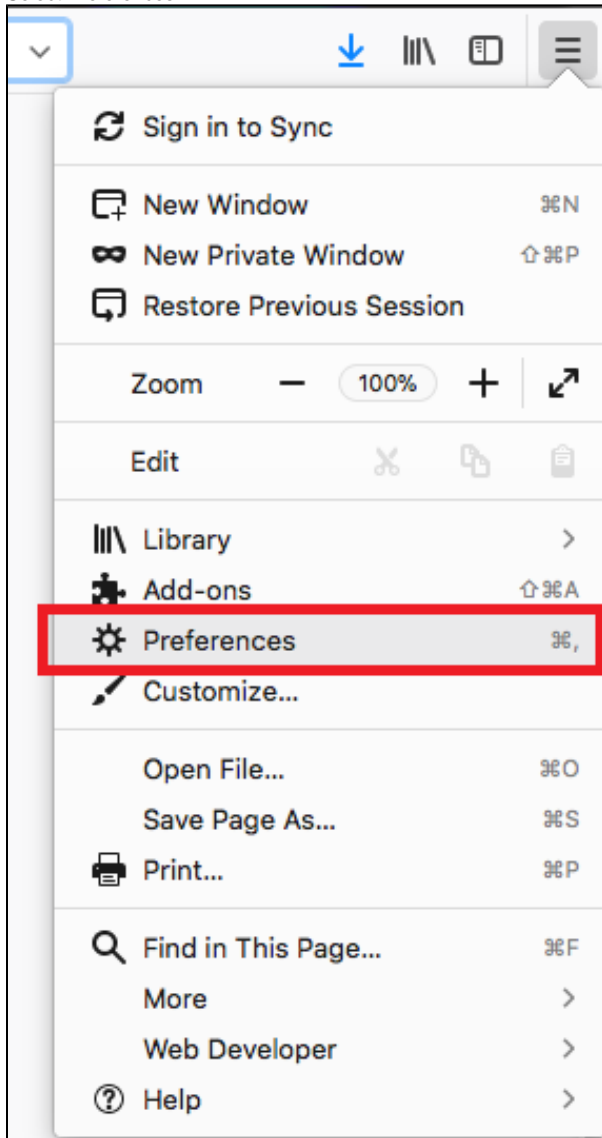 Sign in to Sync
New Window ⌘N
New Private Window ⇧⌘P
Restore Previous Session
Zoom − 100% +
Edit
Library >
Add-ons ⇧⌘A
Preferences ⌘,
Customize...
Open File... ⌘O
Save Page As... ⌘S
Print... ⌘P
Find in This Page... ⌘F
More >
Web Developer >
Help >